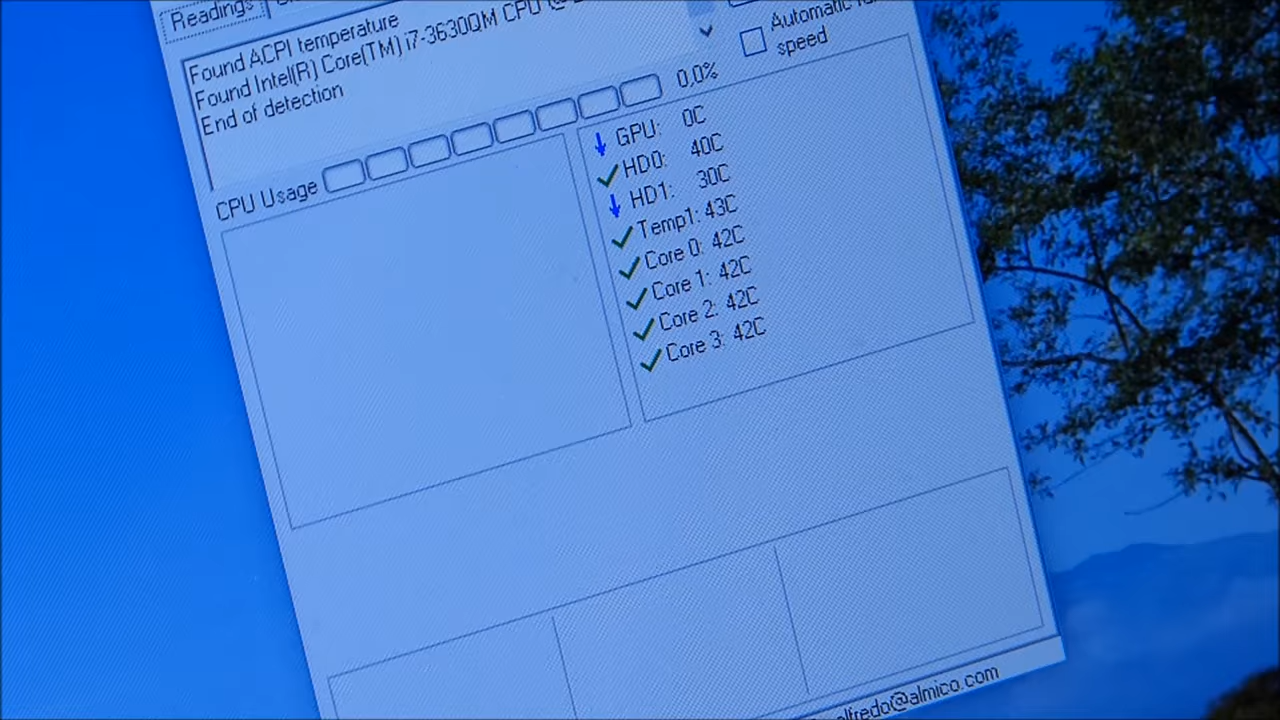 Readings
Found ACPI temperature
Found Intel(R) Core(TM) i7-3630QM CPU @
End of detection
Automatic
speed
CPU Usage 0,0%
GPU: 0C
HD0: 40C
HD1: 30C
Temp1: 43C
Core 0: 42C
Core 1: 42C
Core 2: 42C
Core 3: 42C
alfredo@almico.com